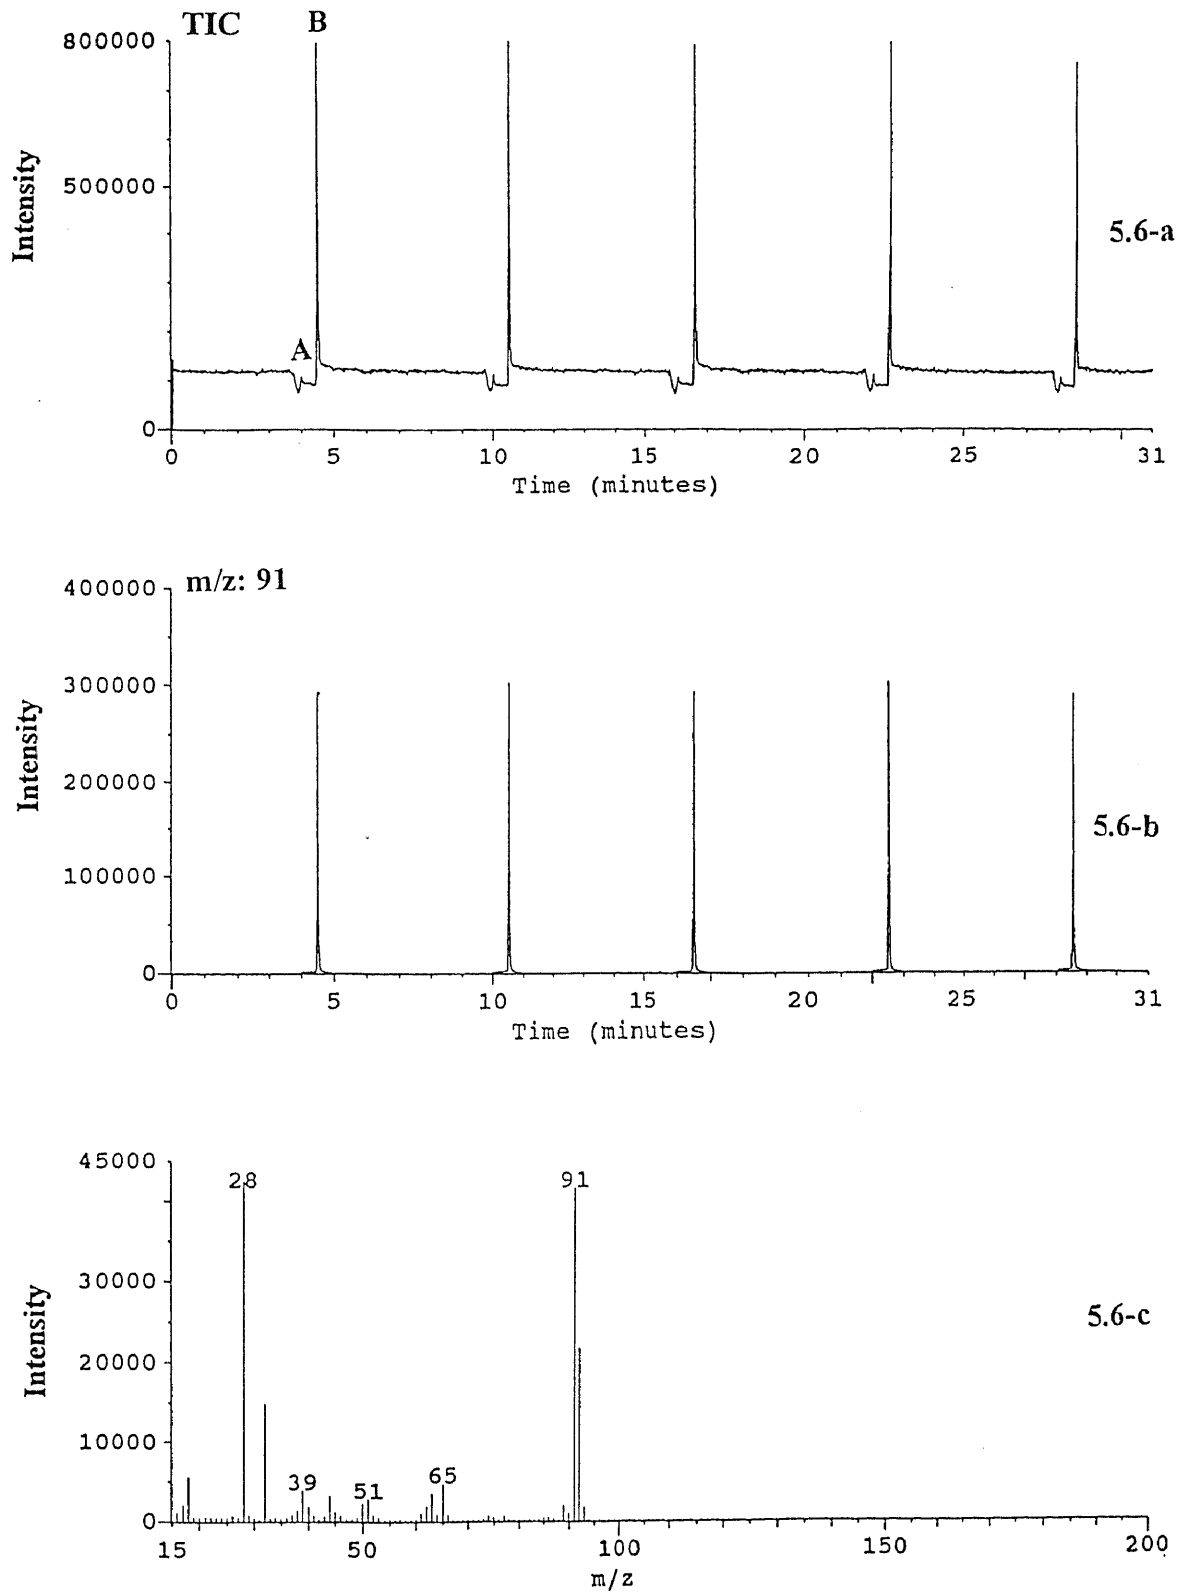 TIC B
800000
500000
0
Intensity
A
5.6-a
0 5 10 15 20 25 31
Time (minutes)
m/z: 91
400000
300000
200000
100000
0
Intensity
5.6-b
0 5 10 15 20 25 31
Time (minutes)
45000
30000
20000
10000
0
Intensity
28 91
39 51 65
5.6-c
15 50 100 150 200
m/z